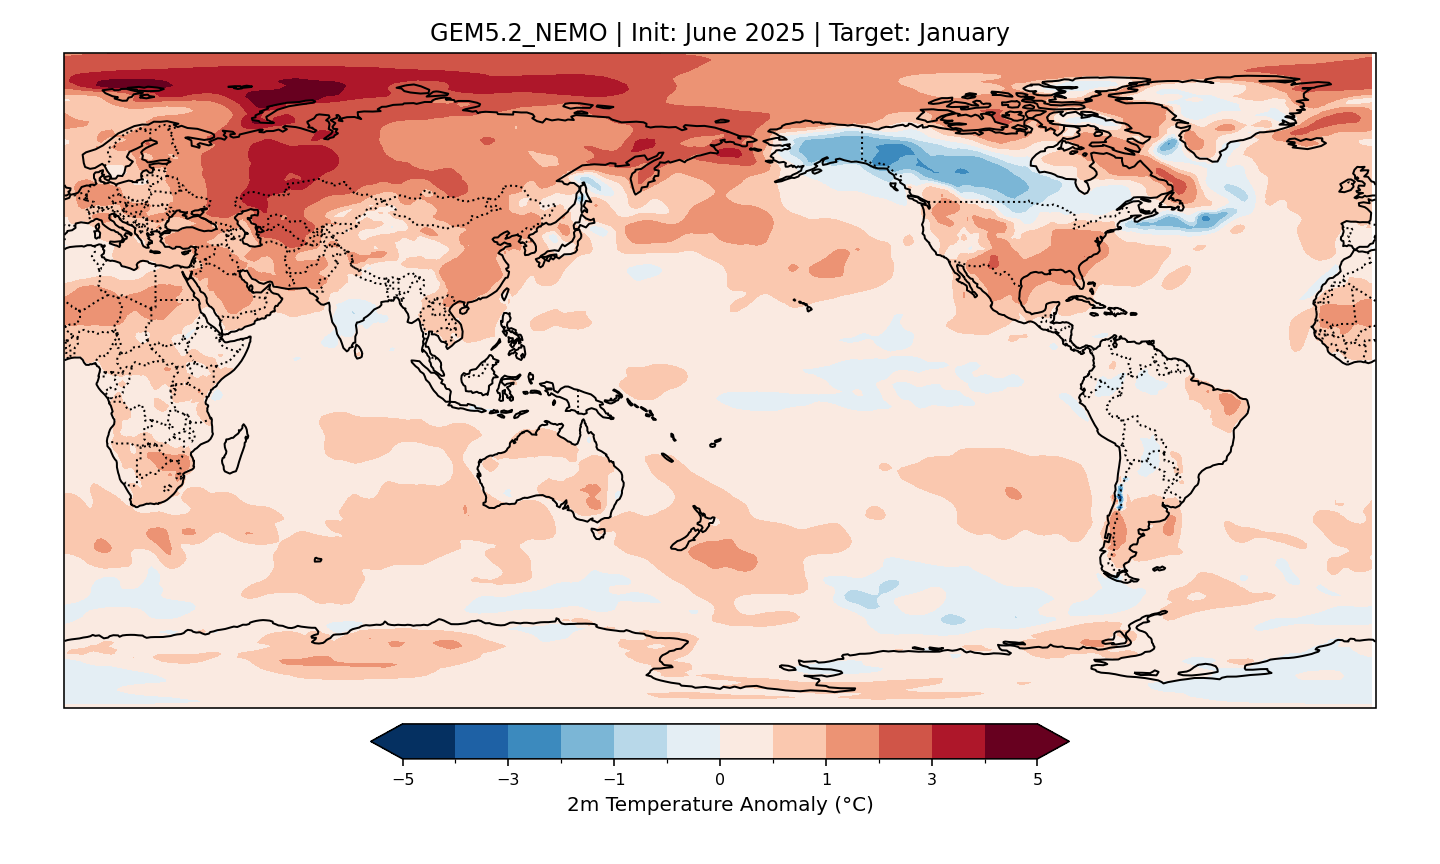 GEM5.2_NEMO | Init: June 2025 | Target: January
−5 −3 −1 0 1 3 5
2m Temperature Anomaly (°C)